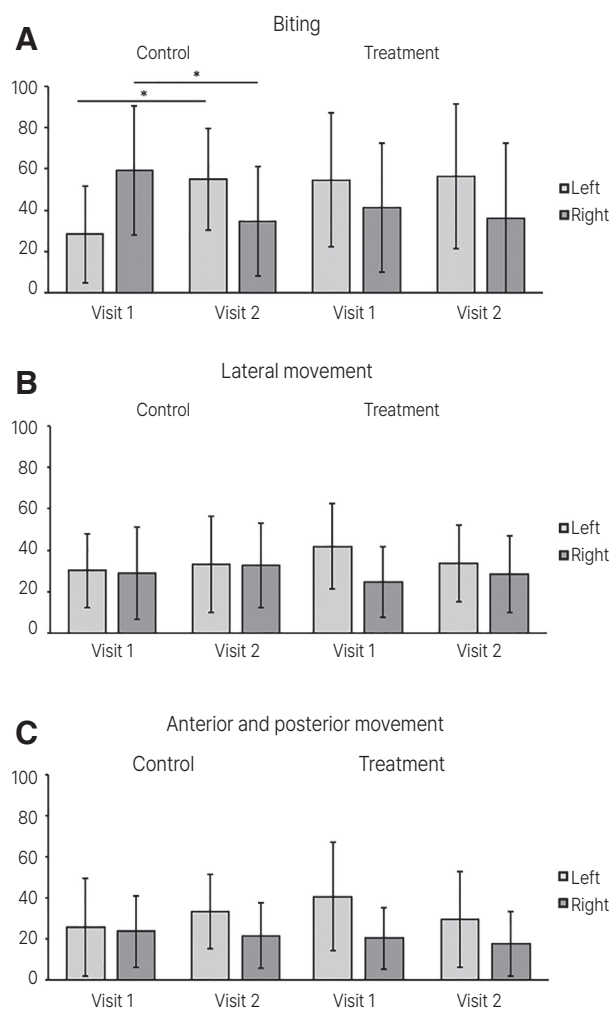 A
Biting
Control Treatment
*
*
100
80
60
40
20
0
Left
Right
Visit 1 Visit 2 Visit 1 Visit 2
B
Lateral movement
Control Treatment
100
80
60
40
20
0
Left
Right
Visit 1 Visit 2 Visit 1 Visit 2
C
Anterior and posterior movement
Control Treatment
100
80
60
40
20
0
Left
Right
Visit 1 Visit 2 Visit 1 Visit 2